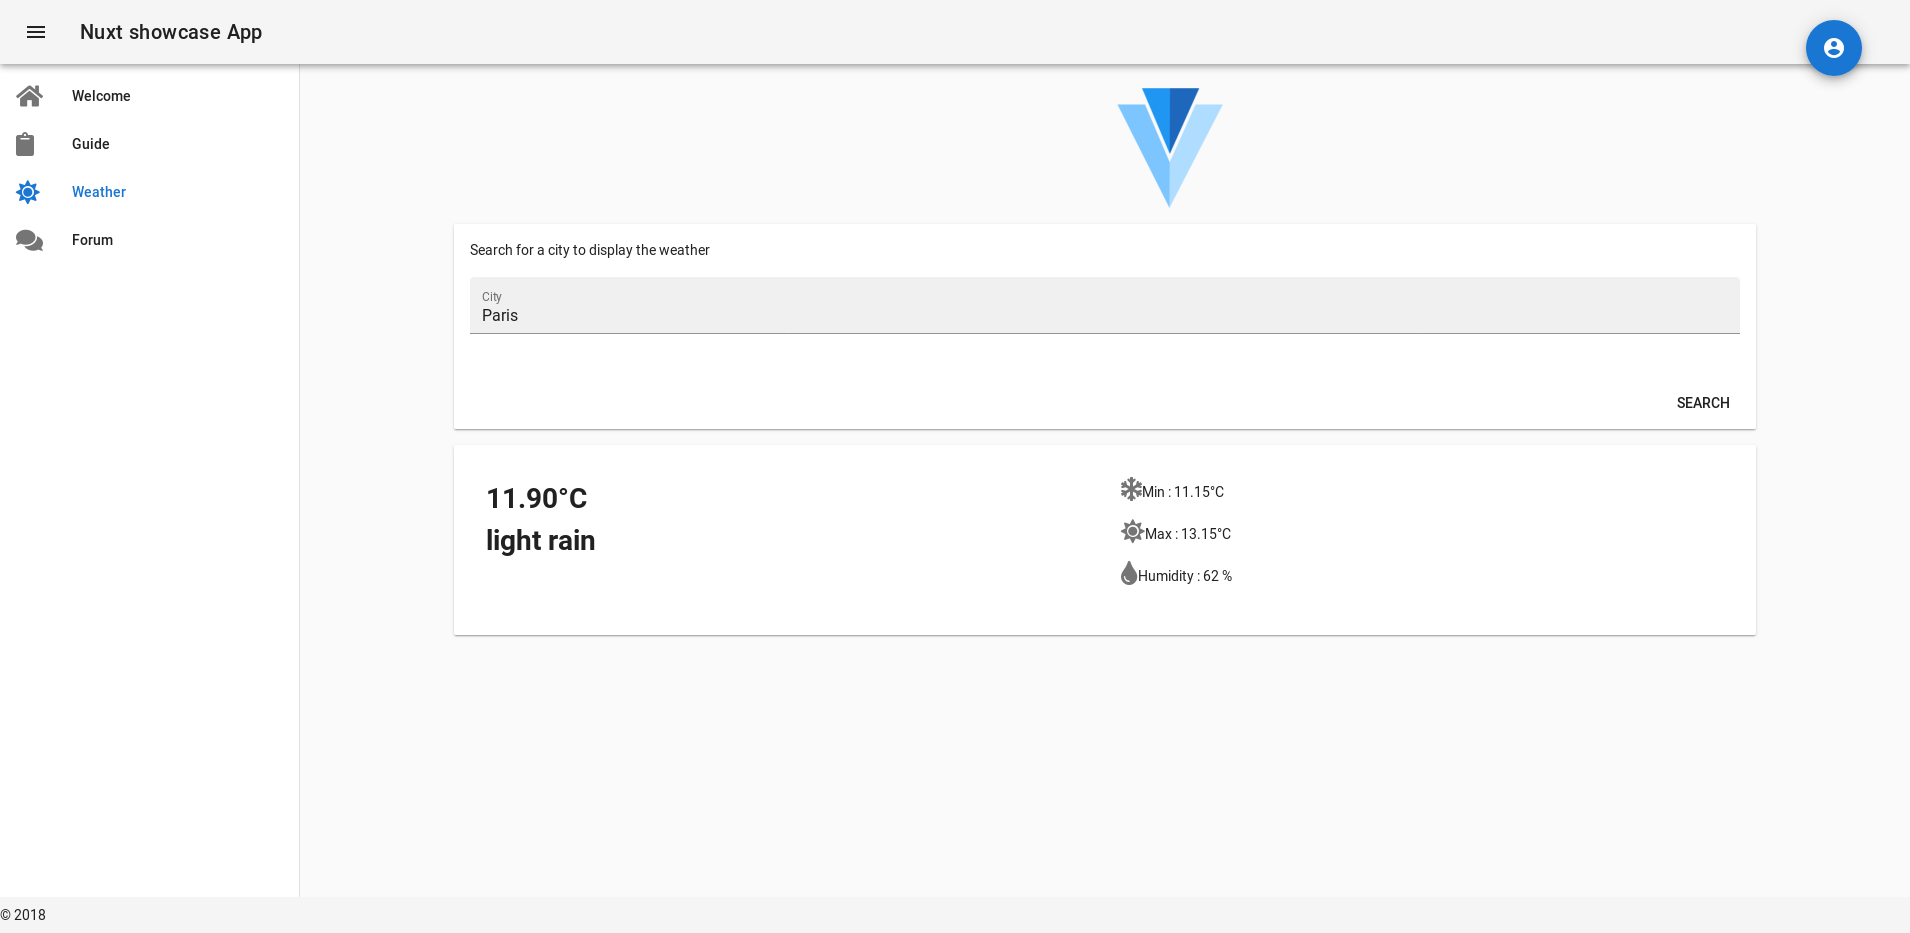 Nuxt showcase App
Welcome
Guide
Weather
Forum
Search for a city to display the weather
City
Paris
SEARCH
11.90°C
light rain
Min : 11.15°C
Max : 13.15°C
Humidity : 62 %
© 2018